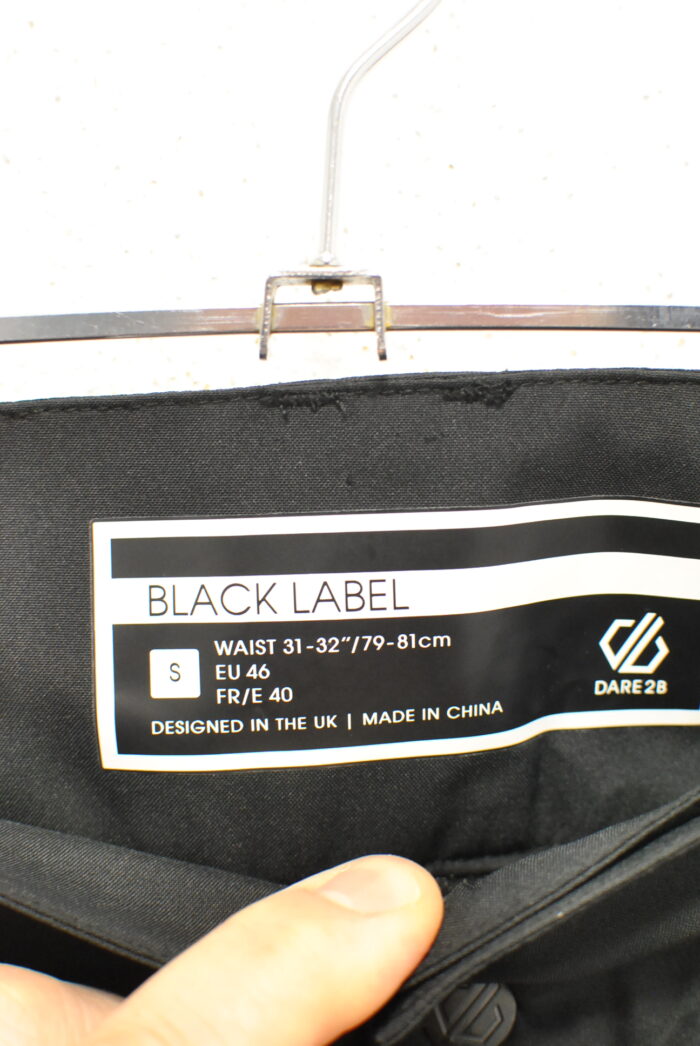 BLACK LABEL
S
WAIST 31-32"/79-81cm
EU 46
FR/E 40
DESIGNED IN THE UK | MADE IN CHINA
DARE2B